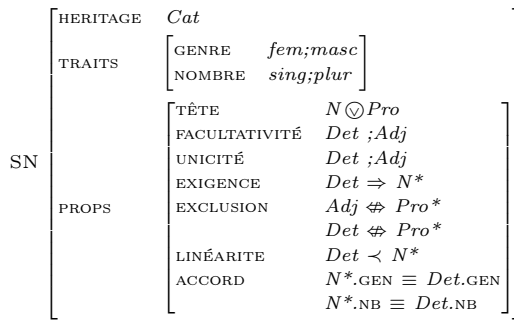 HERITAGE Cat
TRAITS
GENRE fem;masc
NOMBRE sing;plur
SN
PROPS
TÊTE N Ⓥ Pro
FACULTATIVITÉ Det ;Adj
UNICITÉ Det ;Adj
EXIGENCE Det ⇒ N*
EXCLUSION Adj ⇎ Pro*
Det ⇎ Pro*
LINÉARITE Det ≺ N*
ACCORD N*.GEN ≡ Det.GEN
N*.NB ≡ Det.NB